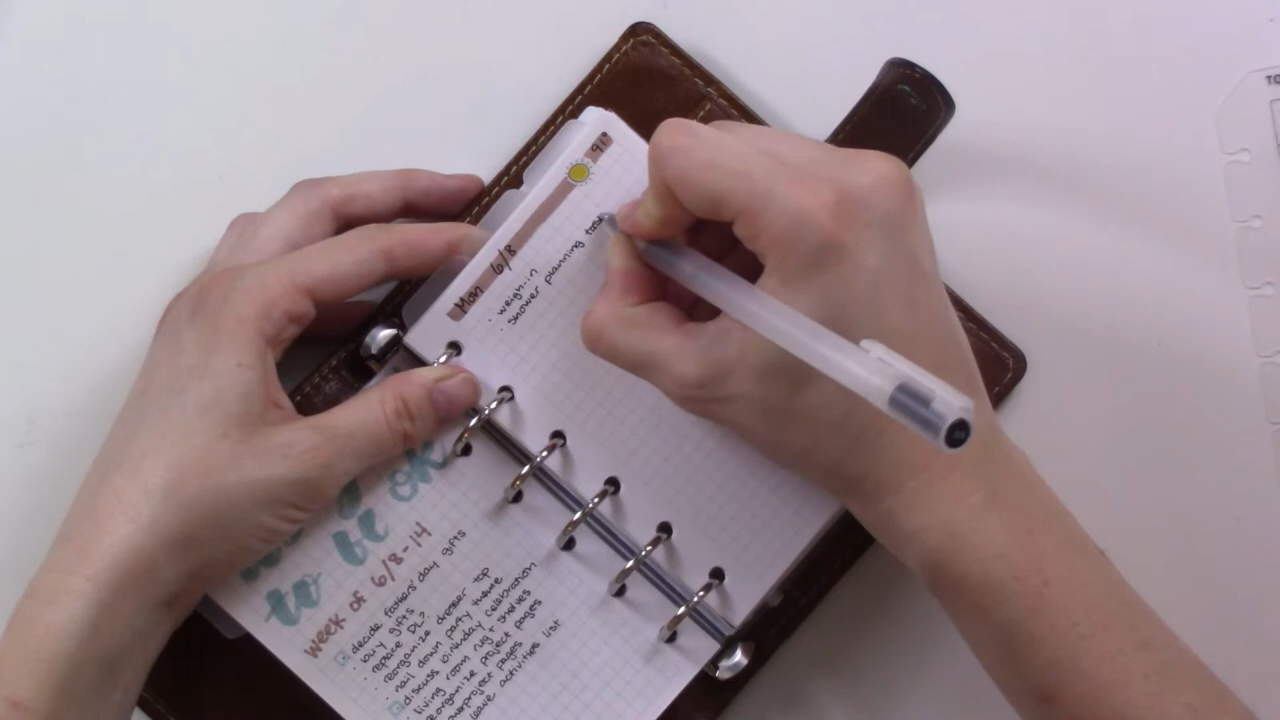 to be ok
week of 6/8-14
decide fathers' day gifts
· buy gifts
· replace DL?
· reorganize dresser top
· nail down party theme
discuss birthday celebration
· living room rug + shelves
reorganize project pages
project pages
leave activities list
Mon 6/8 91°
· weigh-in
· shower planning task
TO